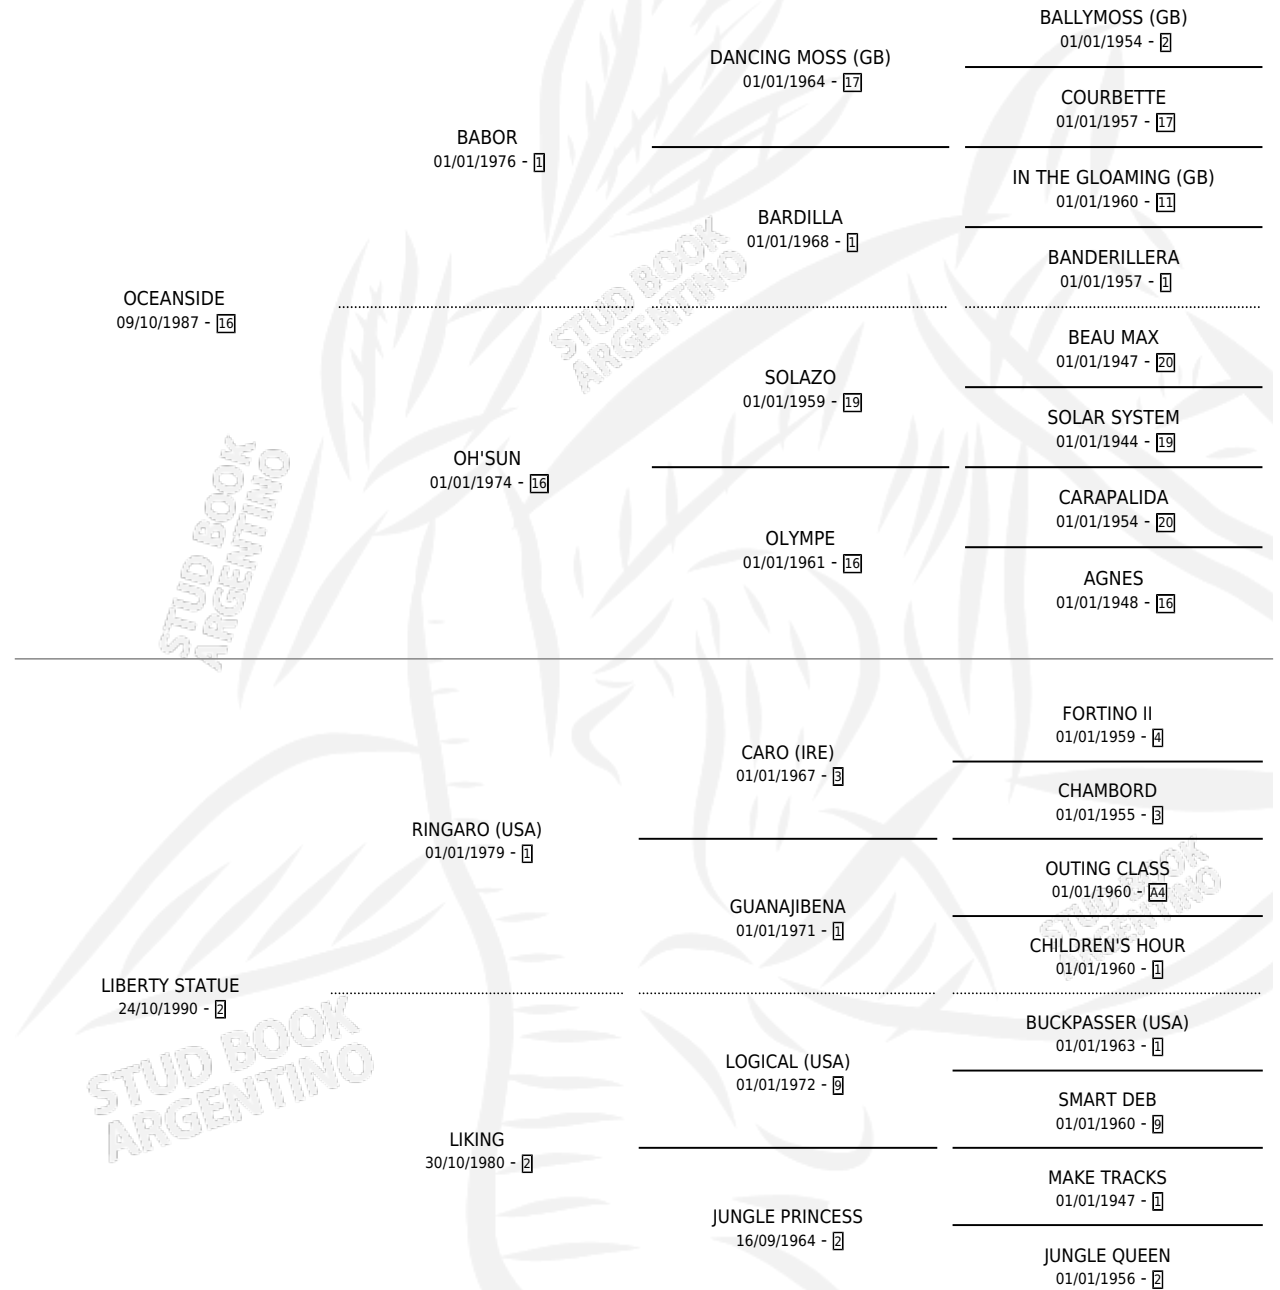 BALLYMOSS (GB)
01/01/1954 - 2
DANCING MOSS (GB)
01/01/1964 - 17
COURBETTE
01/01/1957 - 17
BABOR
01/01/1976 - 1
IN THE GLOAMING (GB)
01/01/1960 - 11
BARDILLA
01/01/1968 - 1
BANDERILLERA
01/01/1957 - 1
OCEANSIDE
09/10/1987 - 16
STUD BOOK
ARGENTINO
BEAU MAX
01/01/1947 - 20
SOLAZO
01/01/1959 - 19
SOLAR SYSTEM
01/01/1944 - 19
OH'SUN
01/01/1974 - 16
CARAPALIDA
01/01/1954 - 20
OLYMPE
01/01/1961 - 16
AGNES
01/01/1948 - 16
STUD BOOK
ARGENTINO
FORTINO II
01/01/1959 - 4
CARO (IRE)
01/01/1967 - 3
CHAMBORD
01/01/1955 - 3
RINGARO (USA)
01/01/1979 - 1
OUTING CLASS
01/01/1960 - A4
GUANAJIBENA
01/01/1971 - 1
CHILDREN'S HOUR
01/01/1960 - 1
STUD BOOK
ARGENTINO
LIBERTY STATUE
24/10/1990 - 2
STUD BOOK
ARGENTINO
BUCKPASSER (USA)
01/01/1963 - 1
LOGICAL (USA)
01/01/1972 - 9
SMART DEB
01/01/1960 - 9
LIKING
30/10/1980 - 2
MAKE TRACKS
01/01/1947 - 1
JUNGLE PRINCESS
16/09/1964 - 2
JUNGLE QUEEN
01/01/1956 - 2